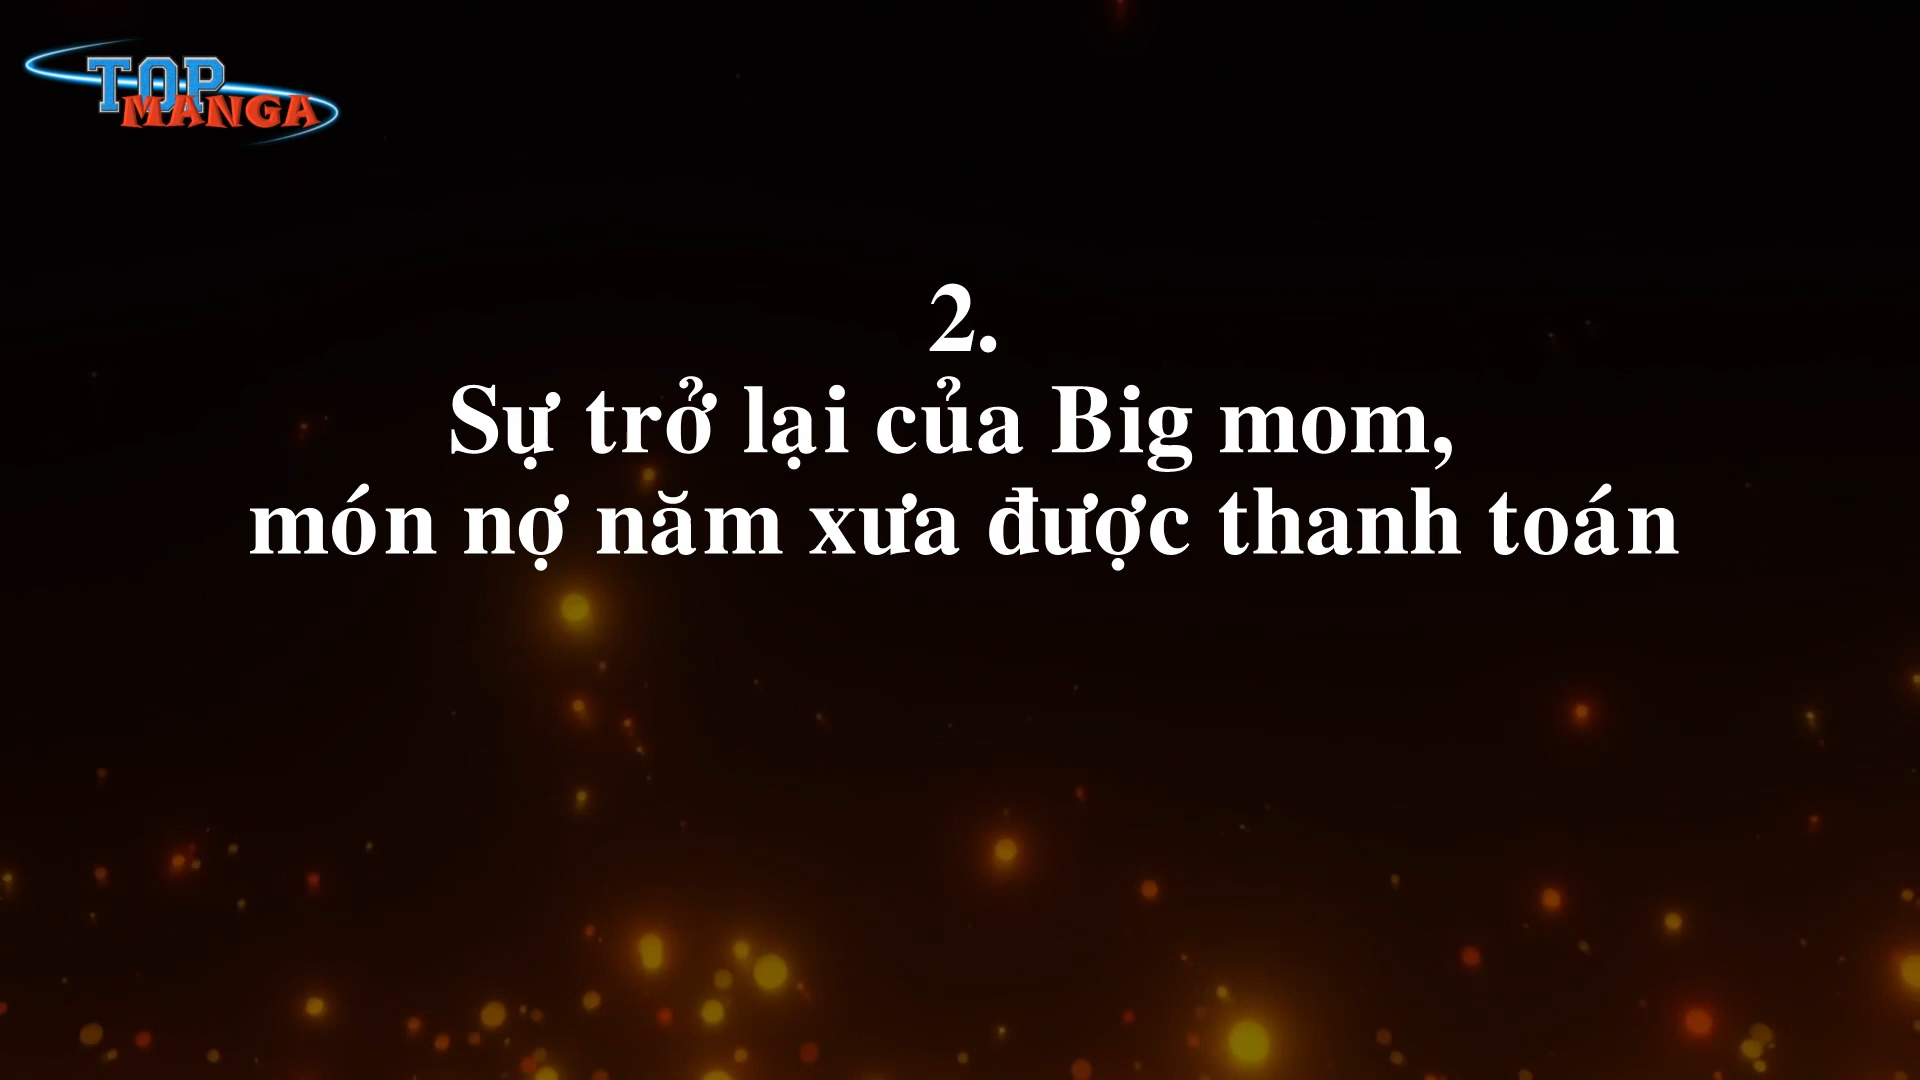 TOP
MANGA
2.
Sự trở lại của Big mom,
món nợ năm xưa được thanh toán